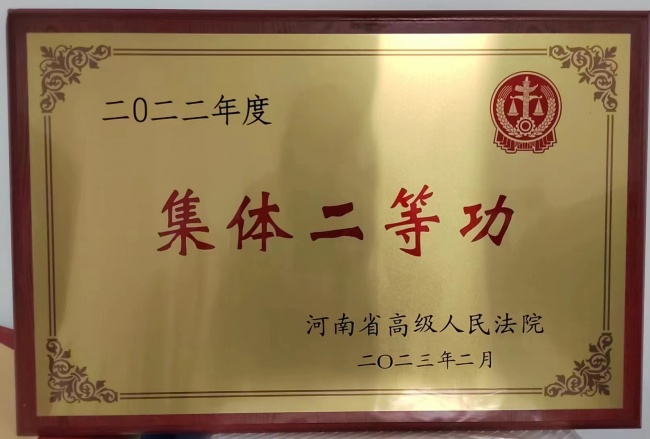 二〇二二年度
集体二等功
河南省高级人民法院
二〇二三年二月